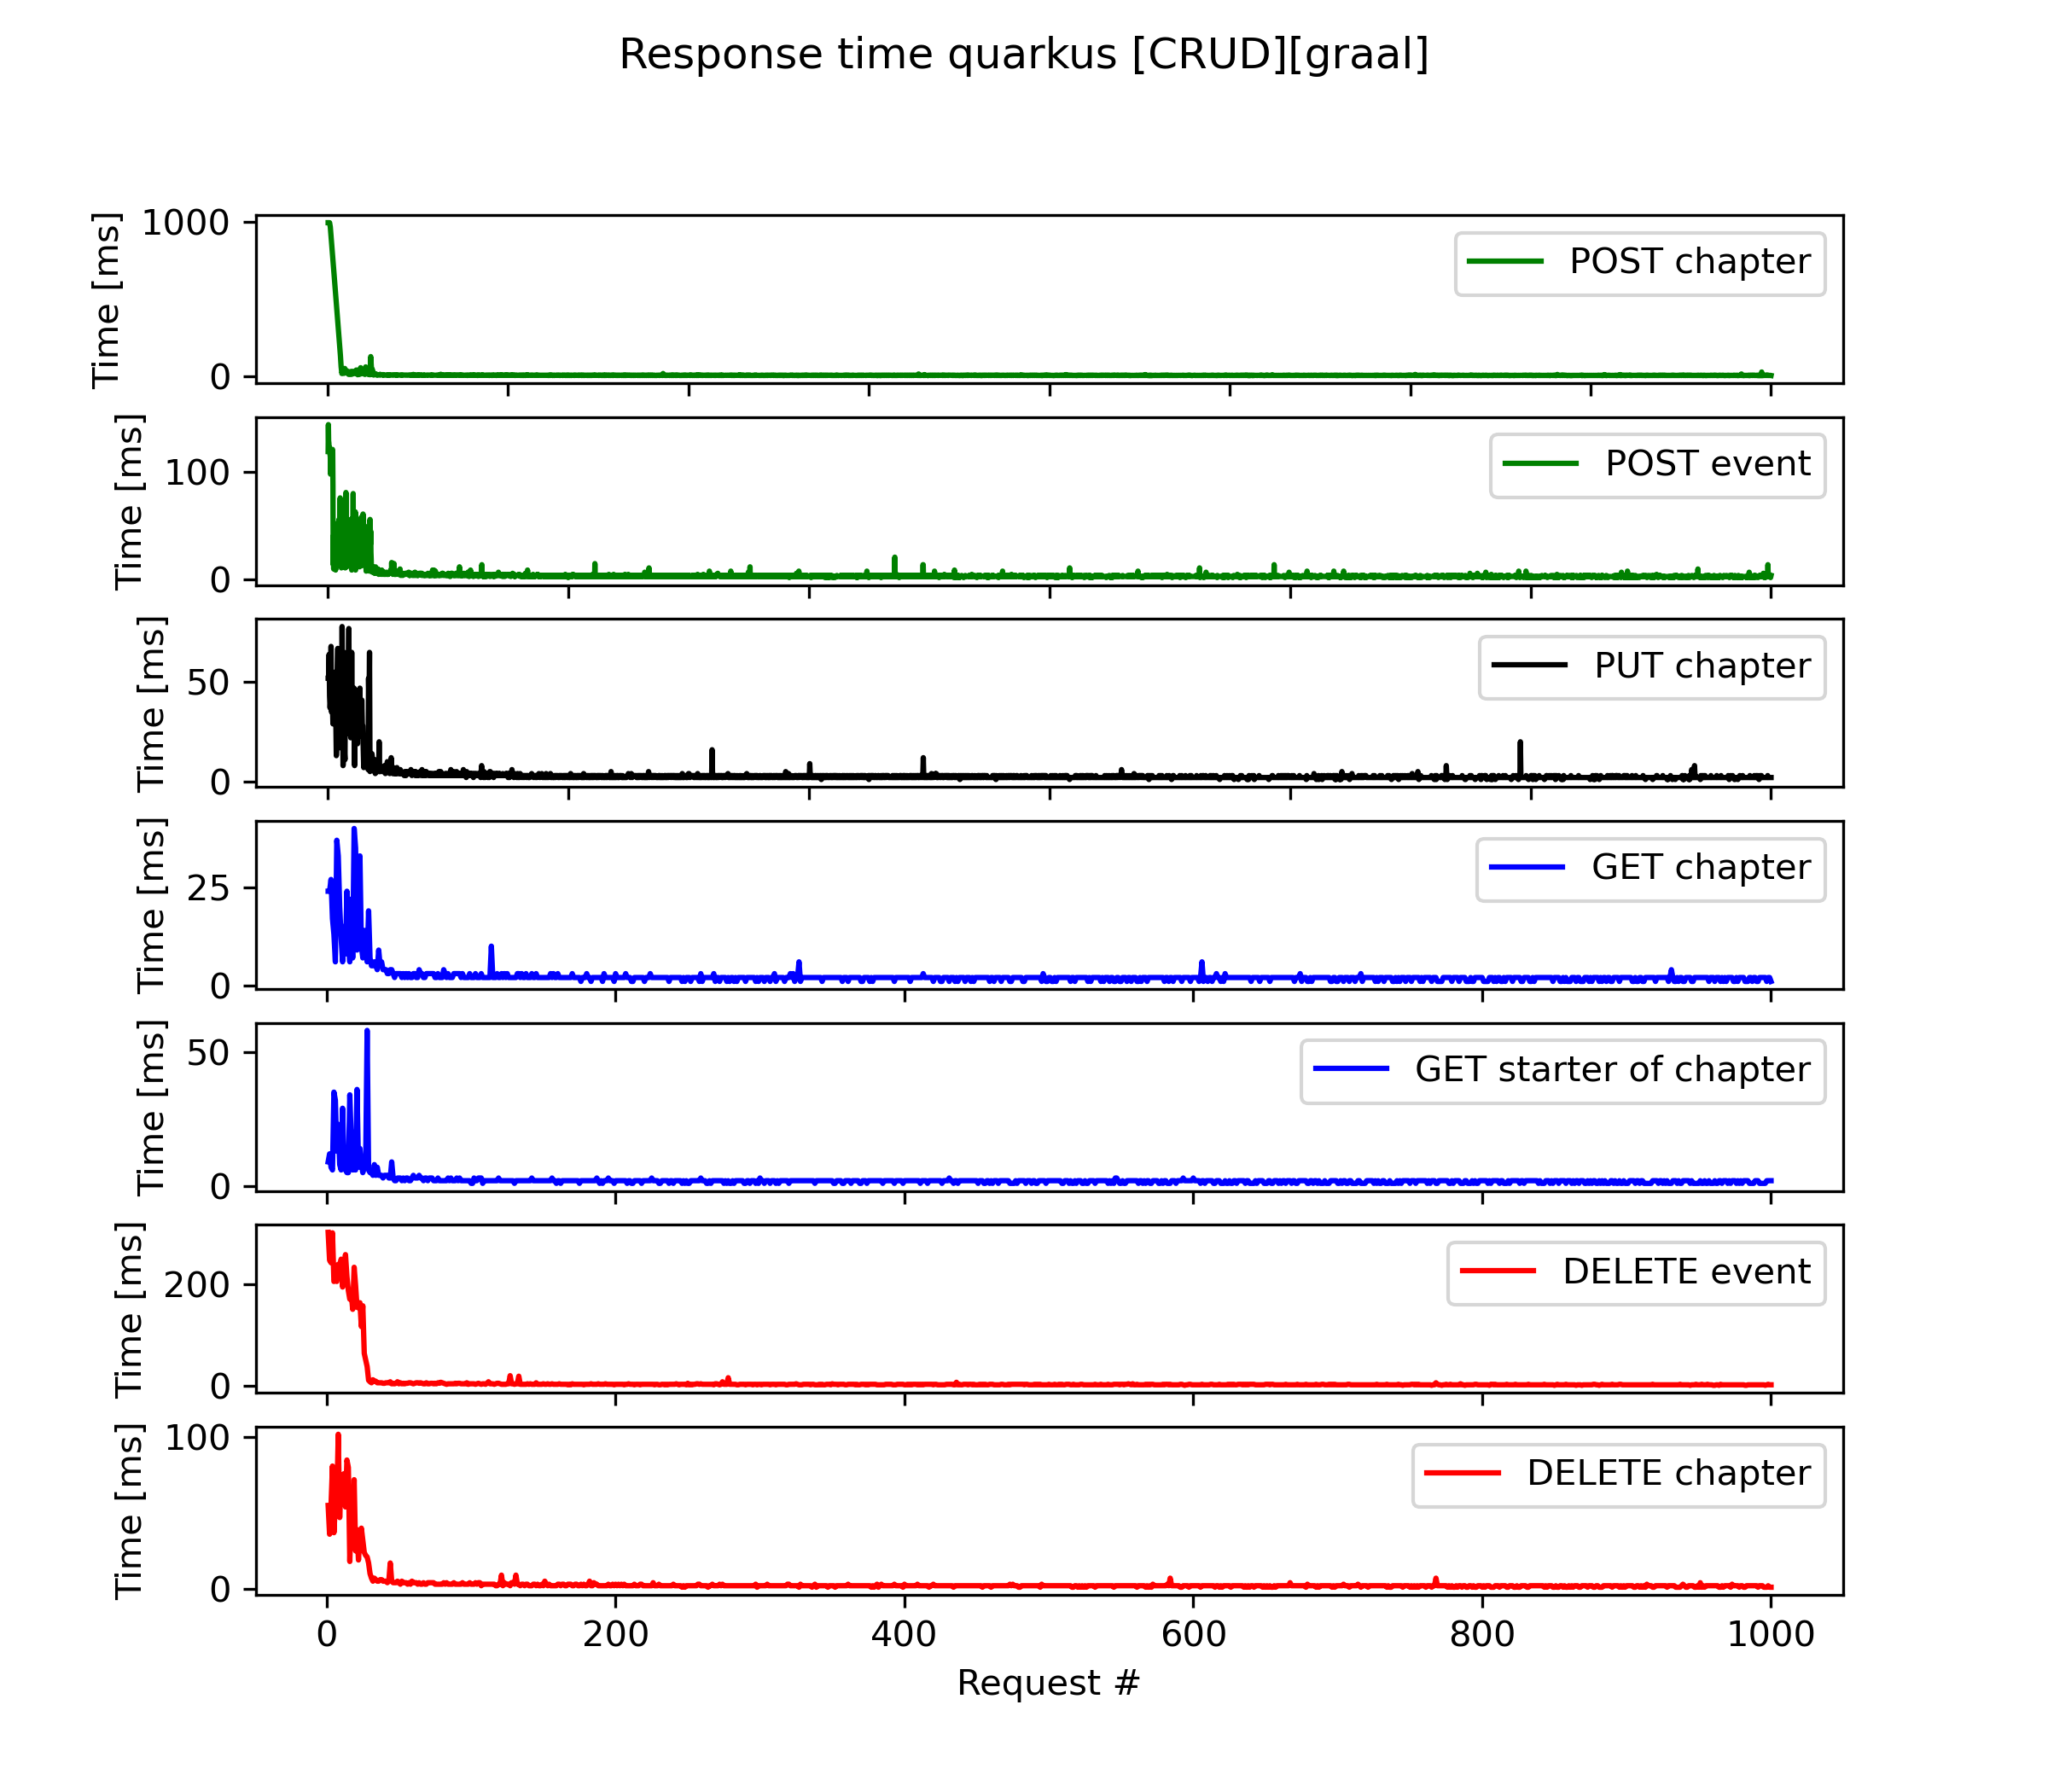 Response time quarkus [CRUD][graal]
Time [ms]
1000
0
POST chapter
Time [ms]
100
0
POST event
Time [ms]
50
0
PUT chapter
Time [ms]
25
0
GET chapter
Time [ms]
50
0
GET starter of chapter
Time [ms]
200
0
DELETE event
Time [ms]
100
0
DELETE chapter
0 200 400 600 800 1000
Request #